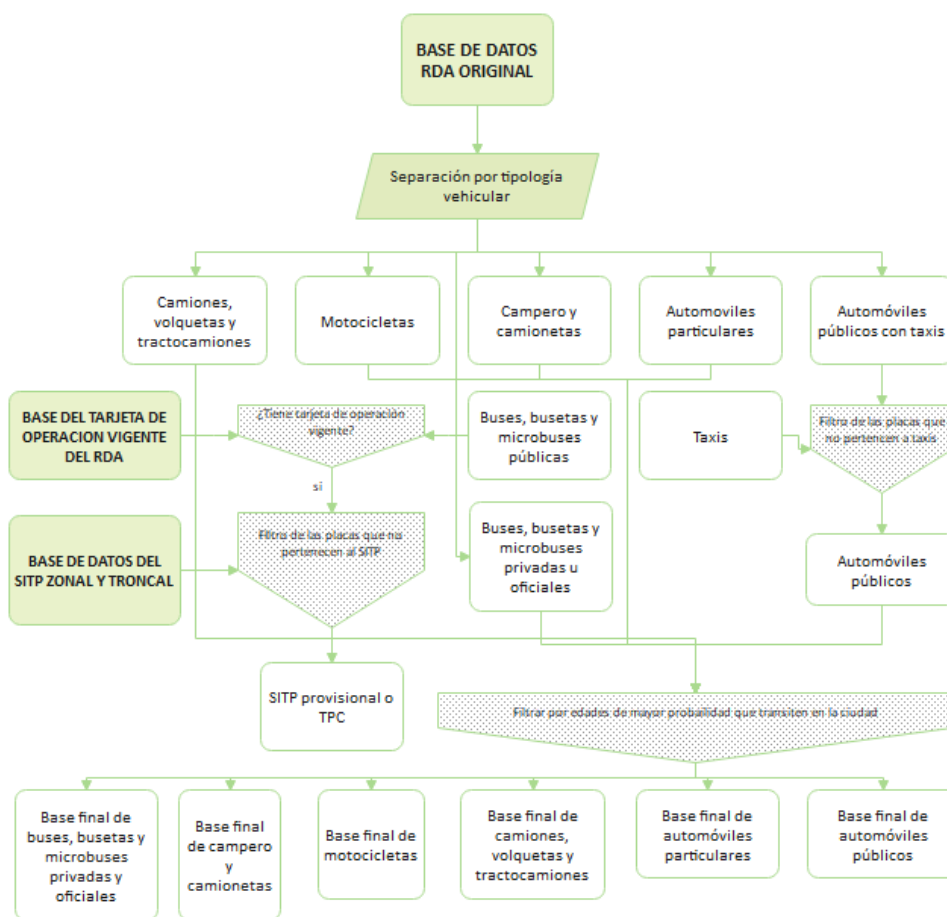 BASE DE DATOS
RDA ORIGINAL
Separación por tipología
vehicular
Camiones,
volquetas y
tractocamiones
Motocicletas
Campero y
camionetas
Automoviles
particulares
Automóviles
públicos con taxis
BASE DEL TARJETA DE
OPERACION VIGENTE
DEL RDA
¿Tiene tarjeta de operación
vigente?
Buses, busetas y
microbuses
públicas
Taxis
Filtro de las placas que
no pertencen a taxis
si
BASE DE DATOS DEL
SITP ZONAL Y TRONCAL
Filtro de las placas que no
pertenecen al SITP
Buses, busetas y
microbuses
privadas u
oficiales
Automóviles
públicos
SITP provisional o
TPC
Filtrar por edades de mayor probailidad que transiten en la ciudad
Base final de
buses, busetas y
microbuses
privadas y
oficiales
Base final
de campero
y
camionetas
Base final de
motocicletas
Base final de
camiones,
volquetas y
tractocamiones
Base final de
automóviles
particulares
Base final de
automóviles
públicos